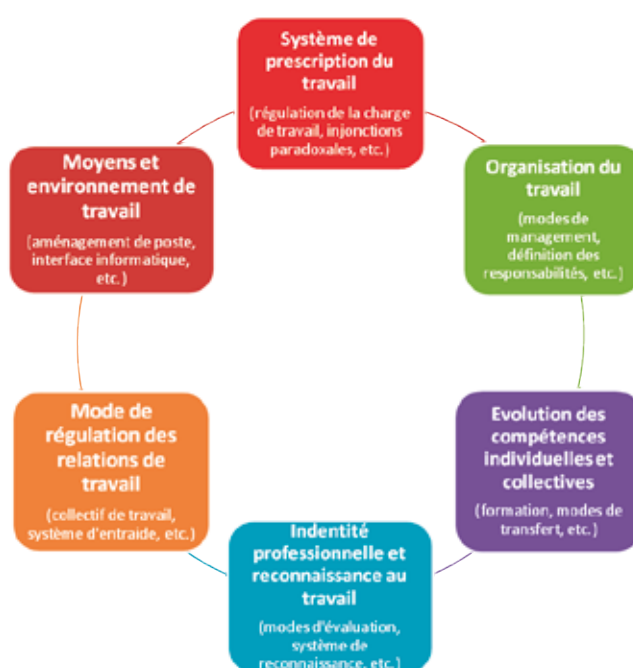 Système de
prescription du
travail
(régulation de la charge
de travail, injonctions
paradoxales, etc.)
Organisation du
travail
(modes de
management,
définition des
responsabilités, etc.)
Evolution des
compétences
individuelles et
collectives
(formation, modes de
transfert, etc.)
Indentité
professionnelle et
reconnaissance au
travail
(modes d'évaluation,
système de
reconnaissance, etc.)
Mode de
régulation des
relations de
travail
(collectif de travail,
système d'entraide, etc.)
Moyens et
environnement de
travail
(aménagement de poste,
interface informatique,
etc.)